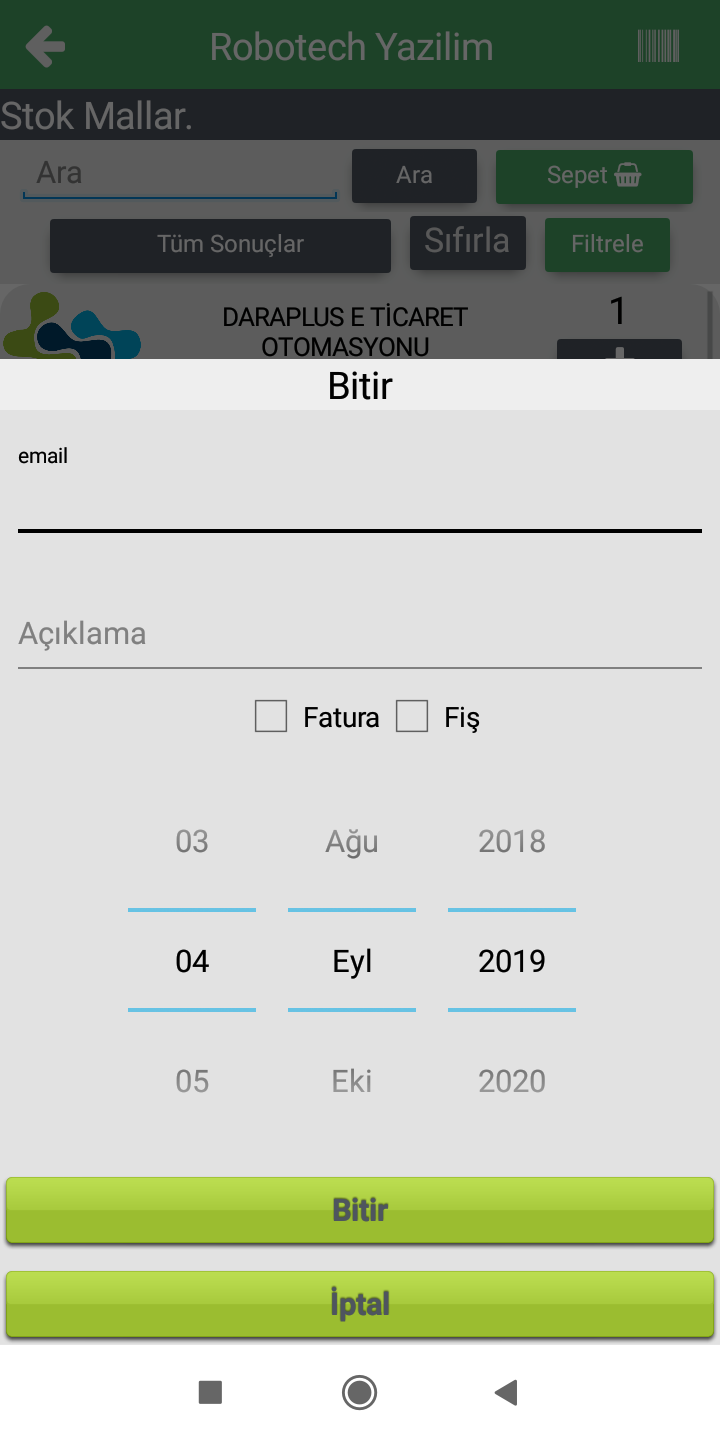 Robotech Yazilim
Stok Mallar.
Ara Ara Sepet
Tüm Sonuçlar Sıfırla Filtrele
DARAPLUS E TİCARET 1
OTOMASYONU
Bitir
email
Açıklama
Fatura Fiş
03 Ağu 2018
04 Eyl 2019
05 Eki 2020
Bitir
İptal